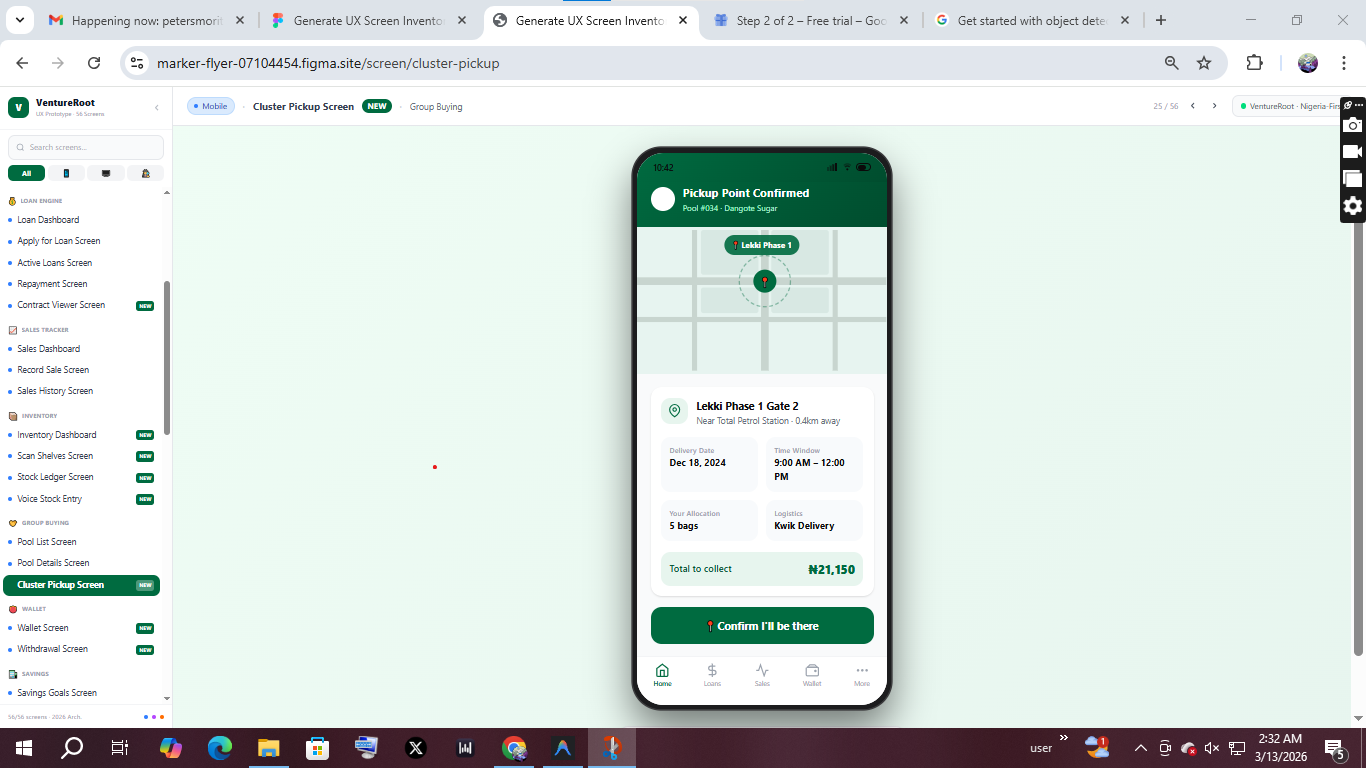 Happening now: petersmorit
Generate UX Screen Invento
Generate UX Screen Invento
Step 2 of 2 – Free trial – Goo
Get started with object dete
marker-flyer-07104454.figma.site/screen/cluster-pickup
V
VentureRoot
UX Prototype · 56 Screens
Mobile
Cluster Pickup Screen
NEW
Group Buying
25 / 56
VentureRoot · Nigeria-Firs
Search screens...
All
LOAN ENGINE
Loan Dashboard
Apply for Loan Screen
Active Loans Screen
Repayment Screen
Contract Viewer Screen NEW
SALES TRACKER
Sales Dashboard
Record Sale Screen
Sales History Screen
INVENTORY
Inventory Dashboard NEW
Scan Shelves Screen NEW
Stock Ledger Screen NEW
Voice Stock Entry NEW
GROUP BUYING
Pool List Screen
Pool Details Screen
Cluster Pickup Screen NEW
WALLET
Wallet Screen NEW
Withdrawal Screen NEW
SAVINGS
Savings Goals Screen
56/56 screens · 2026 Arch.
10:42
Pickup Point Confirmed
Pool #034 · Dangote Sugar
Lekki Phase 1
Lekki Phase 1 Gate 2
Near Total Petrol Station · 0.4km away
Delivery Date
Dec 18, 2024
Time Window
9:00 AM – 12:00
PM
Your Allocation
5 bags
Logistics
Kwik Delivery
Total to collect
₦21,150
Confirm I'll be there
Home
Loans
Sales
Wallet
More
user
1
2:32 AM
3/13/2026
5